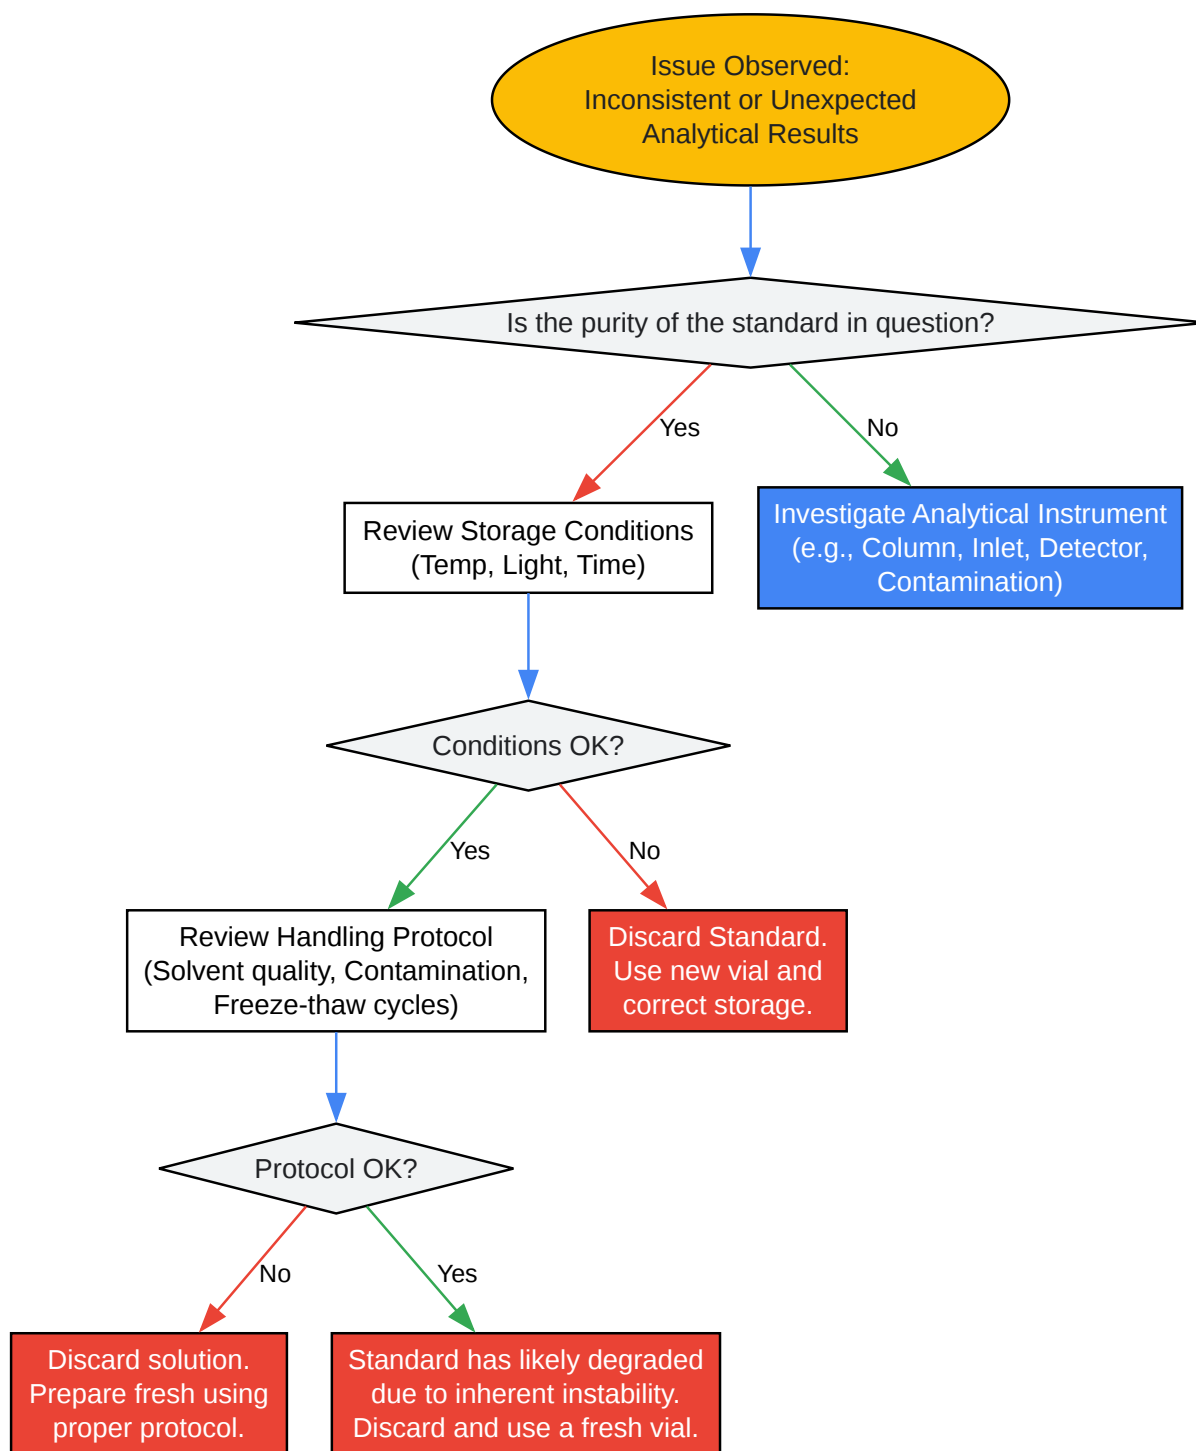 Issue Observed:
Inconsistent or Unexpected
Analytical Results
Is the purity of the standard in question?
Yes
No
Review Storage Conditions
(Temp, Light, Time)
Investigate Analytical Instrument
(e.g., Column, Inlet, Detector,
Contamination)
Conditions OK?
Yes
No
Review Handling Protocol
(Solvent quality, Contamination,
Freeze-thaw cycles)
Discard Standard.
Use new vial and
correct storage.
Protocol OK?
No
Yes
Discard solution.
Prepare fresh using
proper protocol.
Standard has likely degraded
due to inherent instability.
Discard and use a fresh vial.